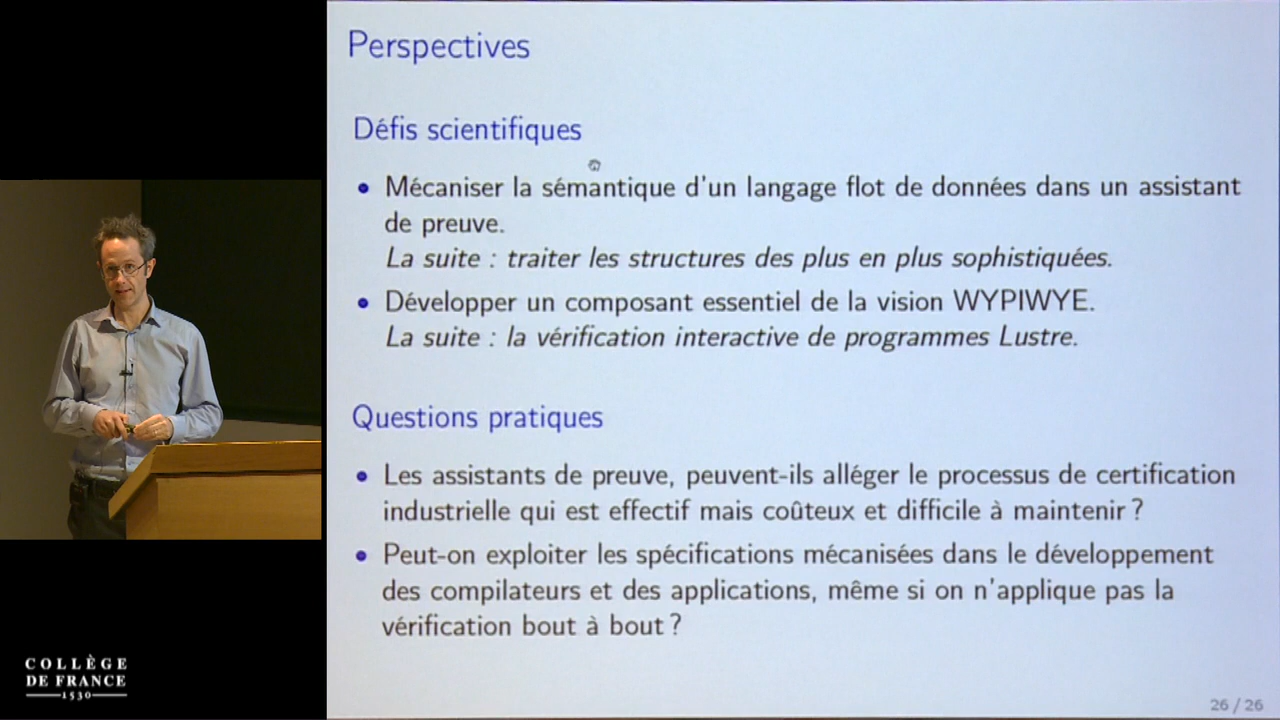 Perspectives
Défis scientifiques
Mécaniser la sémantique d'un langage flot de données dans un assistant
de preuve.
La suite : traiter les structures des plus en plus sophistiquées.
Développer un composant essentiel de la vision WYPIWYE.
La suite : la vérification interactive de programmes Lustre.
Questions pratiques
Les assistants de preuve, peuvent-ils alléger le processus de certification
industrielle qui est effectif mais coûteux et difficile à maintenir ?
Peut-on exploiter les spécifications mécanisées dans le développement
des compilateurs et des applications, même si on n'applique pas la
vérification bout à bout ?
26 / 26
COLLÈGE
DE FRANCE
1530